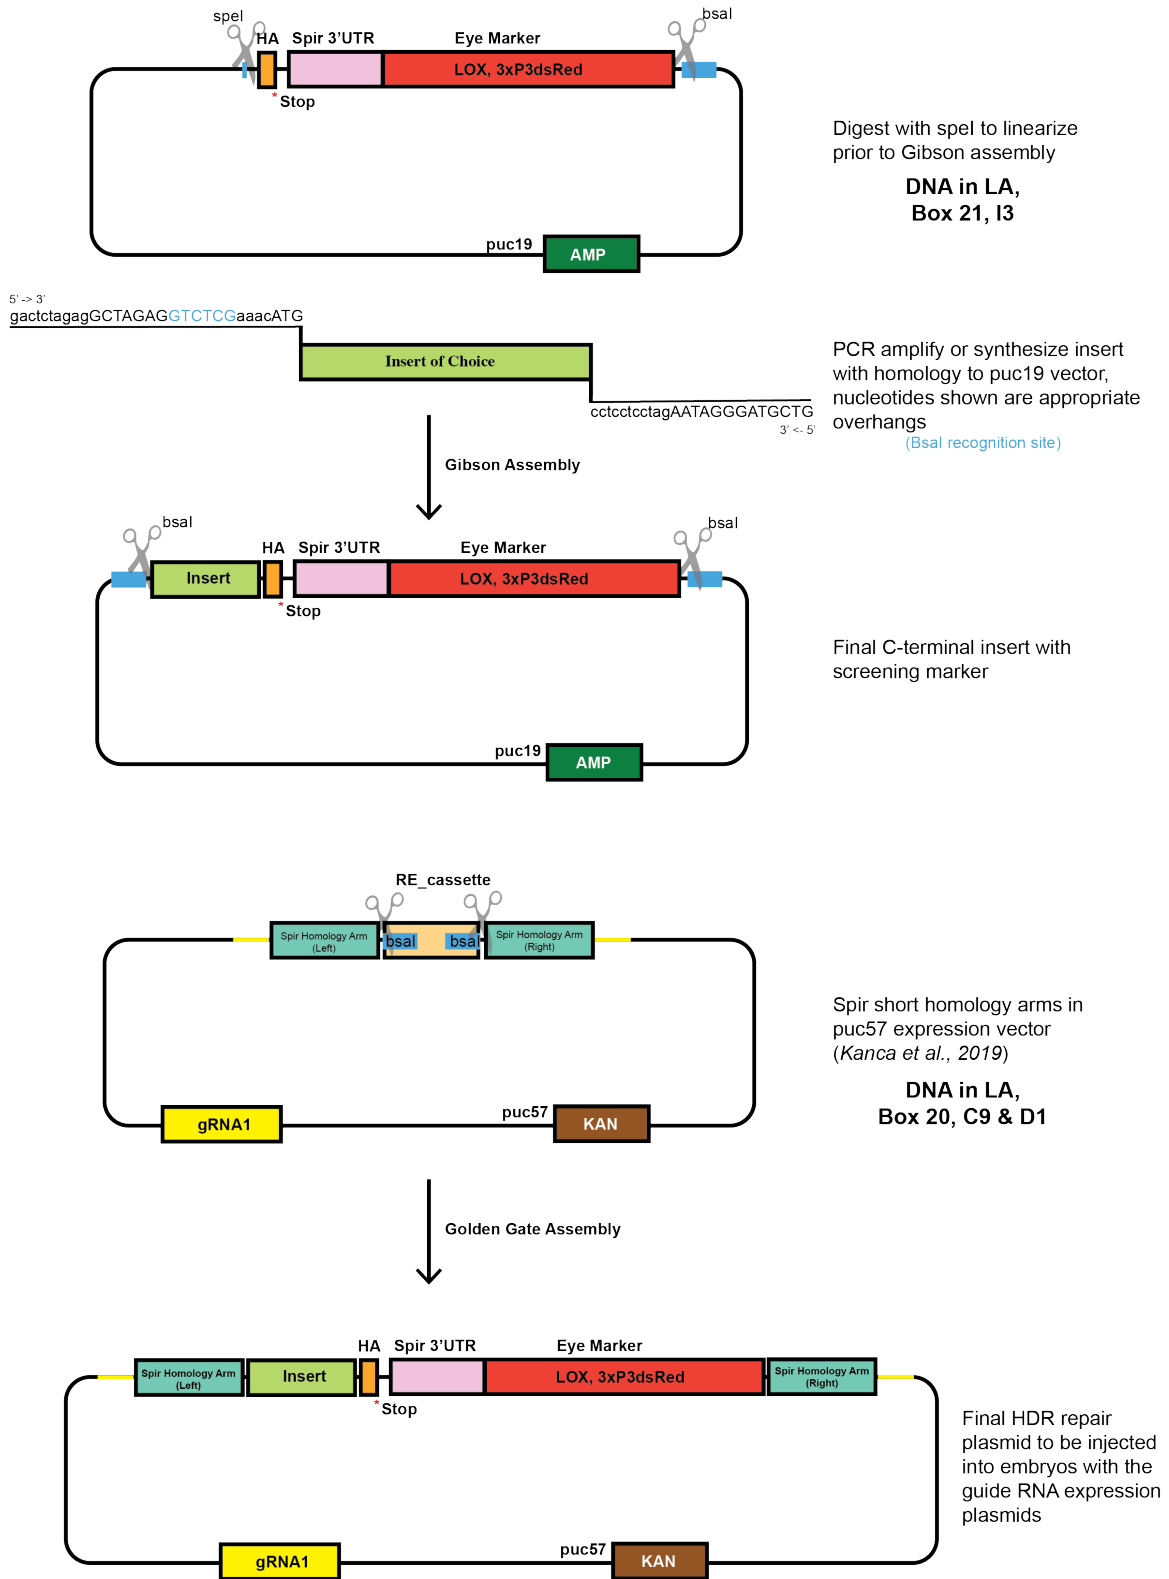 speI
bsaI
HA
Spir 3'UTR
Eye Marker
LOX, 3xP3dsRed
* Stop
puc19
AMP
Digest with speI to linearize
prior to Gibson assembly
DNA in LA,
Box 21, I3
5' -> 3'
gactctagagGCTAGAGGTCTCGaaacATG
Insert of Choice
cctcctcctagAATAGGGATGCTG
3' <- 5'
PCR amplify or synthesize insert
with homology to puc19 vector,
nucleotides shown are appropriate
overhangs
(BsaI recognition site)
Gibson Assembly
bsaI
bsaI
HA
Spir 3'UTR
Eye Marker
Insert
LOX, 3xP3dsRed
* Stop
puc19
AMP
Final C-terminal insert with
screening marker
RE_cassette
Spir Homology Arm
(Left)
bsaI
bsaI
Spir Homology Arm
(Right)
gRNA1
puc57
KAN
Spir short homology arms in
puc57 expression vector
(Kanca et al., 2019)
DNA in LA,
Box 20, C9 & D1
Golden Gate Assembly
HA
Spir 3'UTR
Eye Marker
Spir Homology Arm
(Left)
Insert
LOX, 3xP3dsRed
Spir Homology Arm
(Right)
* Stop
gRNA1
puc57
KAN
Final HDR repair
plasmid to be injected
into embryos with the
guide RNA expression
plasmids